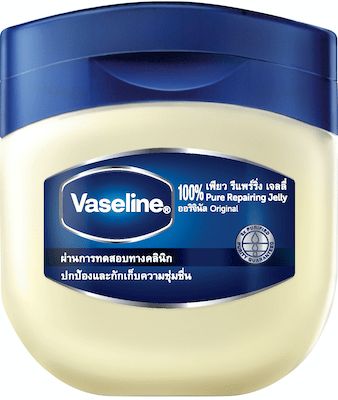 Vaseline®
100% เพียว รีแพร์ริ่ง เจลลี่
Pure Repairing Jelly
ออริจินัล Original
ผ่านการทดสอบทางคลินิก
ปกป้องและกักเก็บความชุ่มชื่น